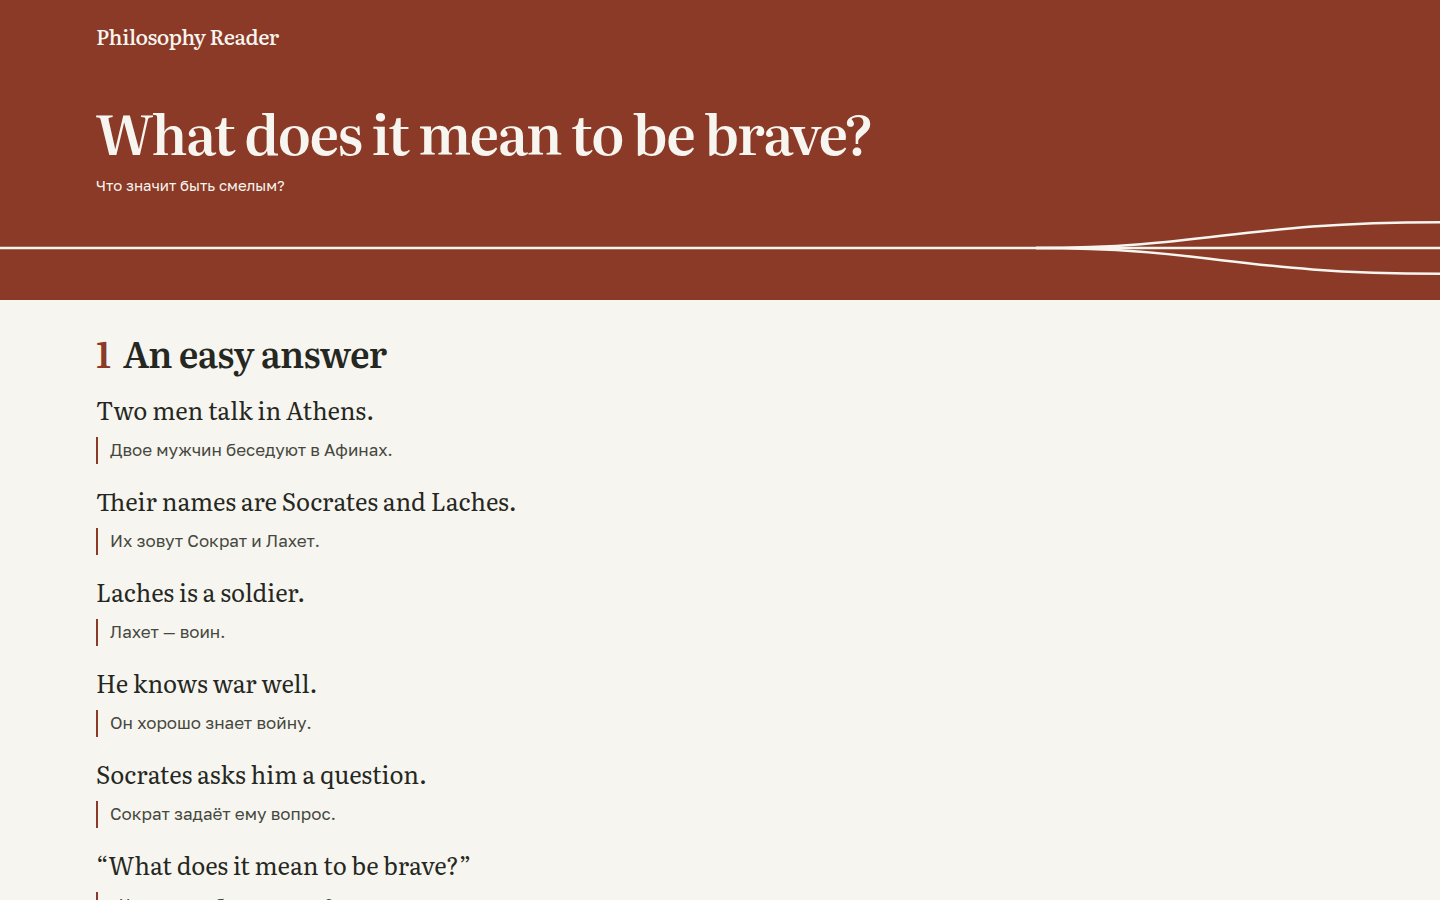 Philosophy Reader
What does it mean to be brave?
Что значит быть смелым?
1 An easy answer
Two men talk in Athens.
Двое мужчин беседуют в Афинах.
Their names are Socrates and Laches.
Их зовут Сократ и Лахет.
Laches is a soldier.
Лахет — воин.
He knows war well.
Он хорошо знает войну.
Socrates asks him a question.
Сократ задаёт ему вопрос.
“What does it mean to be brave?”